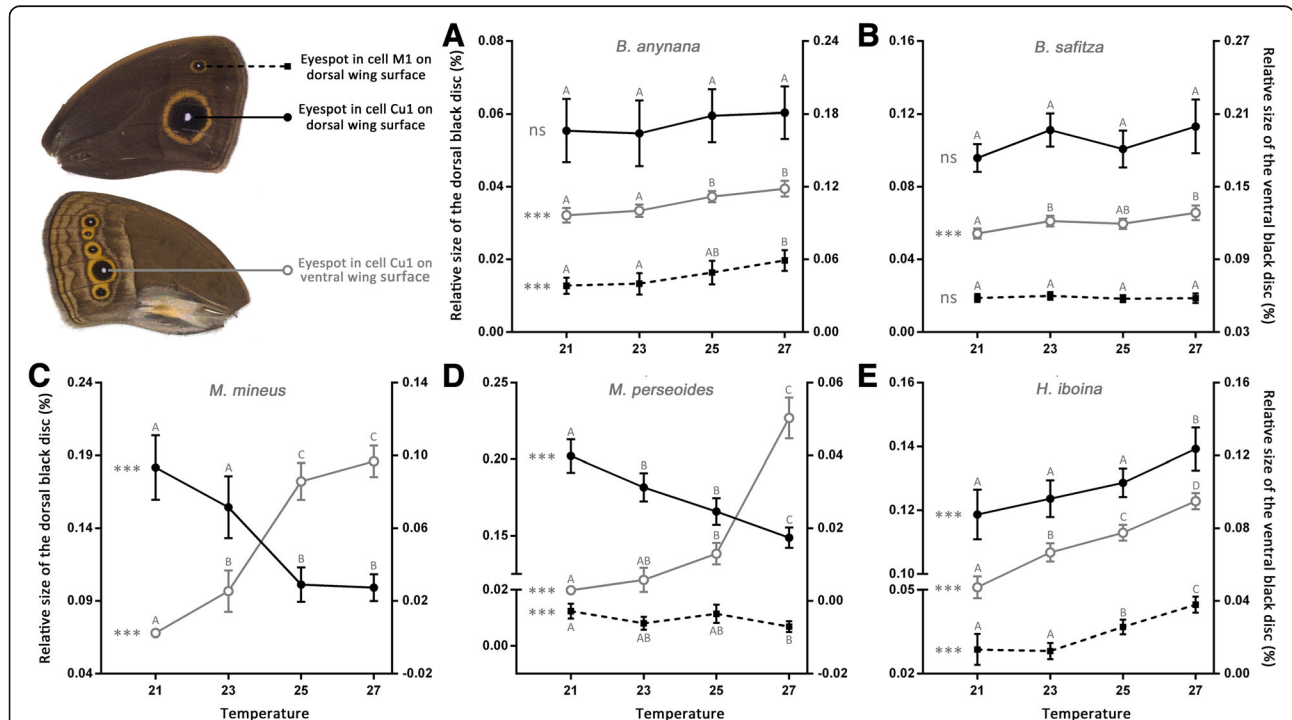 Eyespot in cell M1 on
dorsal wing surface
Eyespot in cell Cu1 on
dorsal wing surface
Eyespot in cell Cu1 on
ventral wing surface
A
B. anynana
Relative size of the dorsal black disc (%)
0.08
0.06
0.04
0.02
0.00
0.24
0.18
0.12
0.06
0.00
ns
A A A A
***
A A B B
***
A A AB B
21 23 25 27
B
B. safitza
0.16
0.12
0.08
0.04
0.00
0.27
0.21
0.15
0.09
0.03
Relative size of the ventral black disc (%)
ns
A A A A
***
A B AB A
ns
A A A A
21 23 25 27
C
M. mineus
Relative size of the dorsal black disc (%)
0.24
0.19
0.14
0.09
0.04
0.14
0.10
0.06
0.02
-0.02
***
A A B B
***
A B C C
21 23 25 27
Temperature
D
M. perseoides
0.25
0.20
0.15
0.02
0.00
0.06
0.04
0.02
0.00
-0.02
***
A B B C
***
A AB B C
***
A AB AB B
21 23 25 27
Temperature
E
H. iboina
0.16
0.14
0.12
0.10
0.05
0.02
0.16
0.12
0.08
0.04
0.00
Relative size of the ventral black disc (%)
***
A A A B
***
A B C D
***
A A B C
21 23 25 27
Temperature